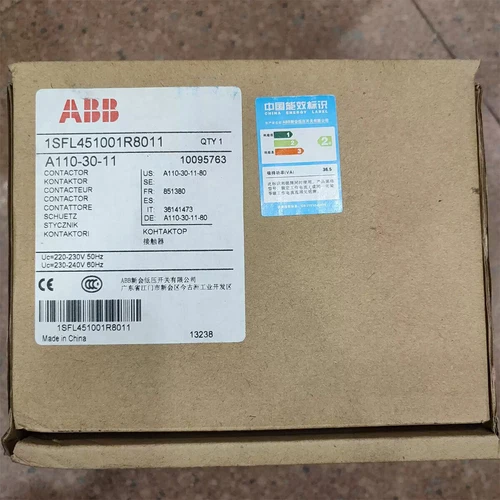 ABB
1SFL451001R8011 QTY 1
A110-30-11 10095763
CONTACTOR US: A110-30-11-80
KONTAKTOR SE:
CONTACTEUR FR: 851380
CONTACTOR ES:
CONTATTORE IT: 36141473
SCHUETZ DE: A110-30-11-80
STYCZNIK
KONTAKTORI КОНТАКТОР
接触器
Uc=220-230V 50Hz
Uc=230-240V 60Hz
CE ABB新会低压开关有限公司
广东省江门市新会区今古洲工业开发区
1SFL451001R8011 13238
Made in China
中国能效标识
CHINA ENERGY LABEL
1
2
3
2